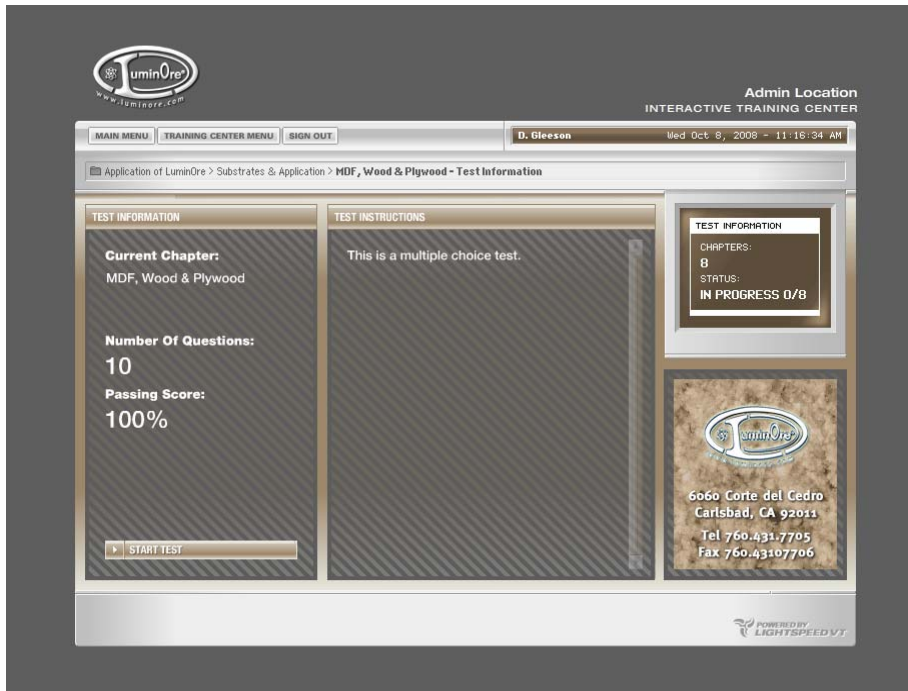 LuminOre
www.luminore.com
Admin Location
INTERACTIVE TRAINING CENTER
MAIN MENU TRAINING CENTER MENU SIGN OUT
D. Gleeson Wed Oct 8, 2008 - 11:16:34 AM
Application of LuminOre > Substrates & Application > MDF, Wood & Plywood - Test Information
TEST INFORMATION
Current Chapter:
MDF, Wood & Plywood
Number Of Questions:
10
Passing Score:
100%
START TEST
TEST INSTRUCTIONS
This is a multiple choice test.
TEST INFORMATION
CHAPTERS:
8
STATUS:
IN PROGRESS 0/8
LuminOre
6060 Corte del Cedro
Carlsbad, CA 92011
Tel 760.431.7705
Fax 760.43107706
POWERED BY
LIGHTSPEED VT